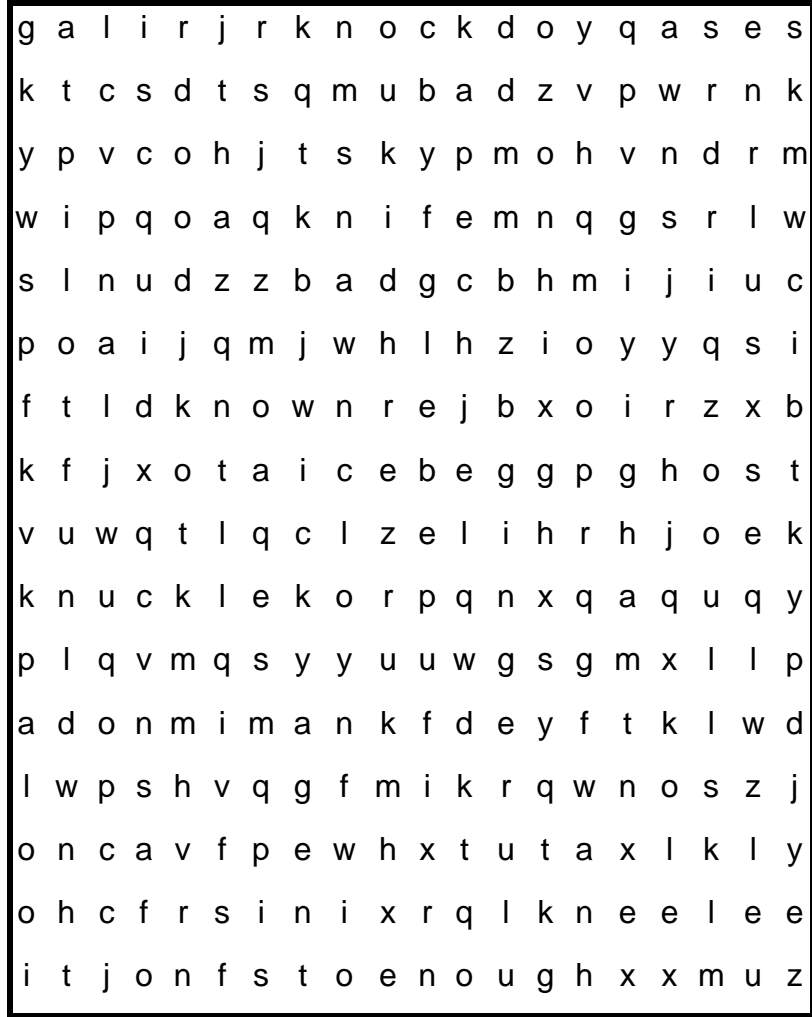 g a l i r j r k n o c k d o y q a s e s
k t c s d t s q m u b a d z v p w r n k
y p v c o h j t s k y p m o h v n d r m
w i p q o a q k n i f e m n q g s r l w
s l n u d z z b a d g c b h m i j i u c
p o a i j q m j w h l h z i o y y q s i
f t l d k n o w n r e j b x o i r z x b
k f j x o t a i c e b e g g p g h o s t
v u w q t l q c l z e l i h r h j o e k
k n u c k l e k o r p q n x q a q u q y
p l q v m q s y y u u w g s g m x l l p
a d o n m i m a n k f d e y f t k l w d
l w p s h v q g f m i k r q w n o s z j
o n c a v f p e w h x t u t a x l k l y
o h c f r s i n i x r q l k n e e l e e
i t j o n f s t o e n o u g h x x m u z